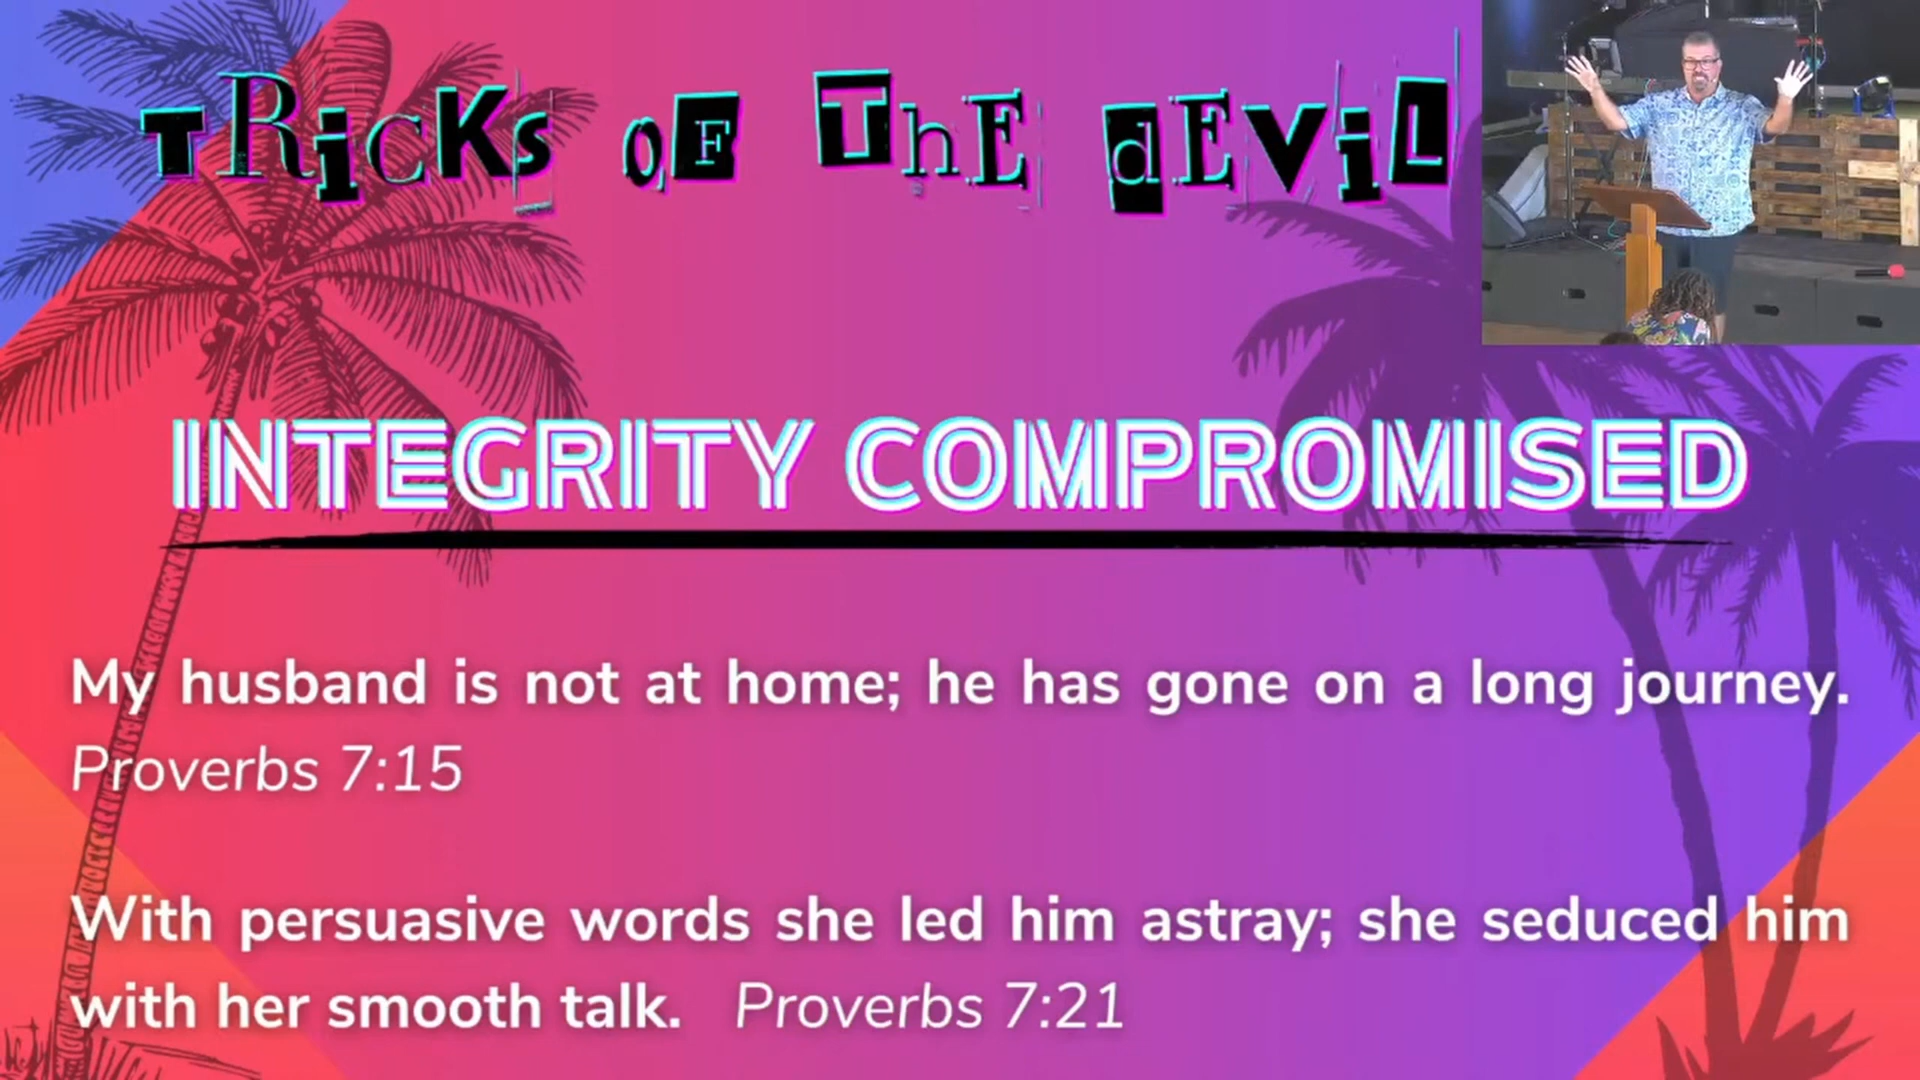 TRicKs OF ThE dEViL
INTEGRITY COMPROMISED
My husband is not at home; he has gone on a long journey.
Proverbs 7:15
With persuasive words she led him astray; she seduced him
with her smooth talk. Proverbs 7:21